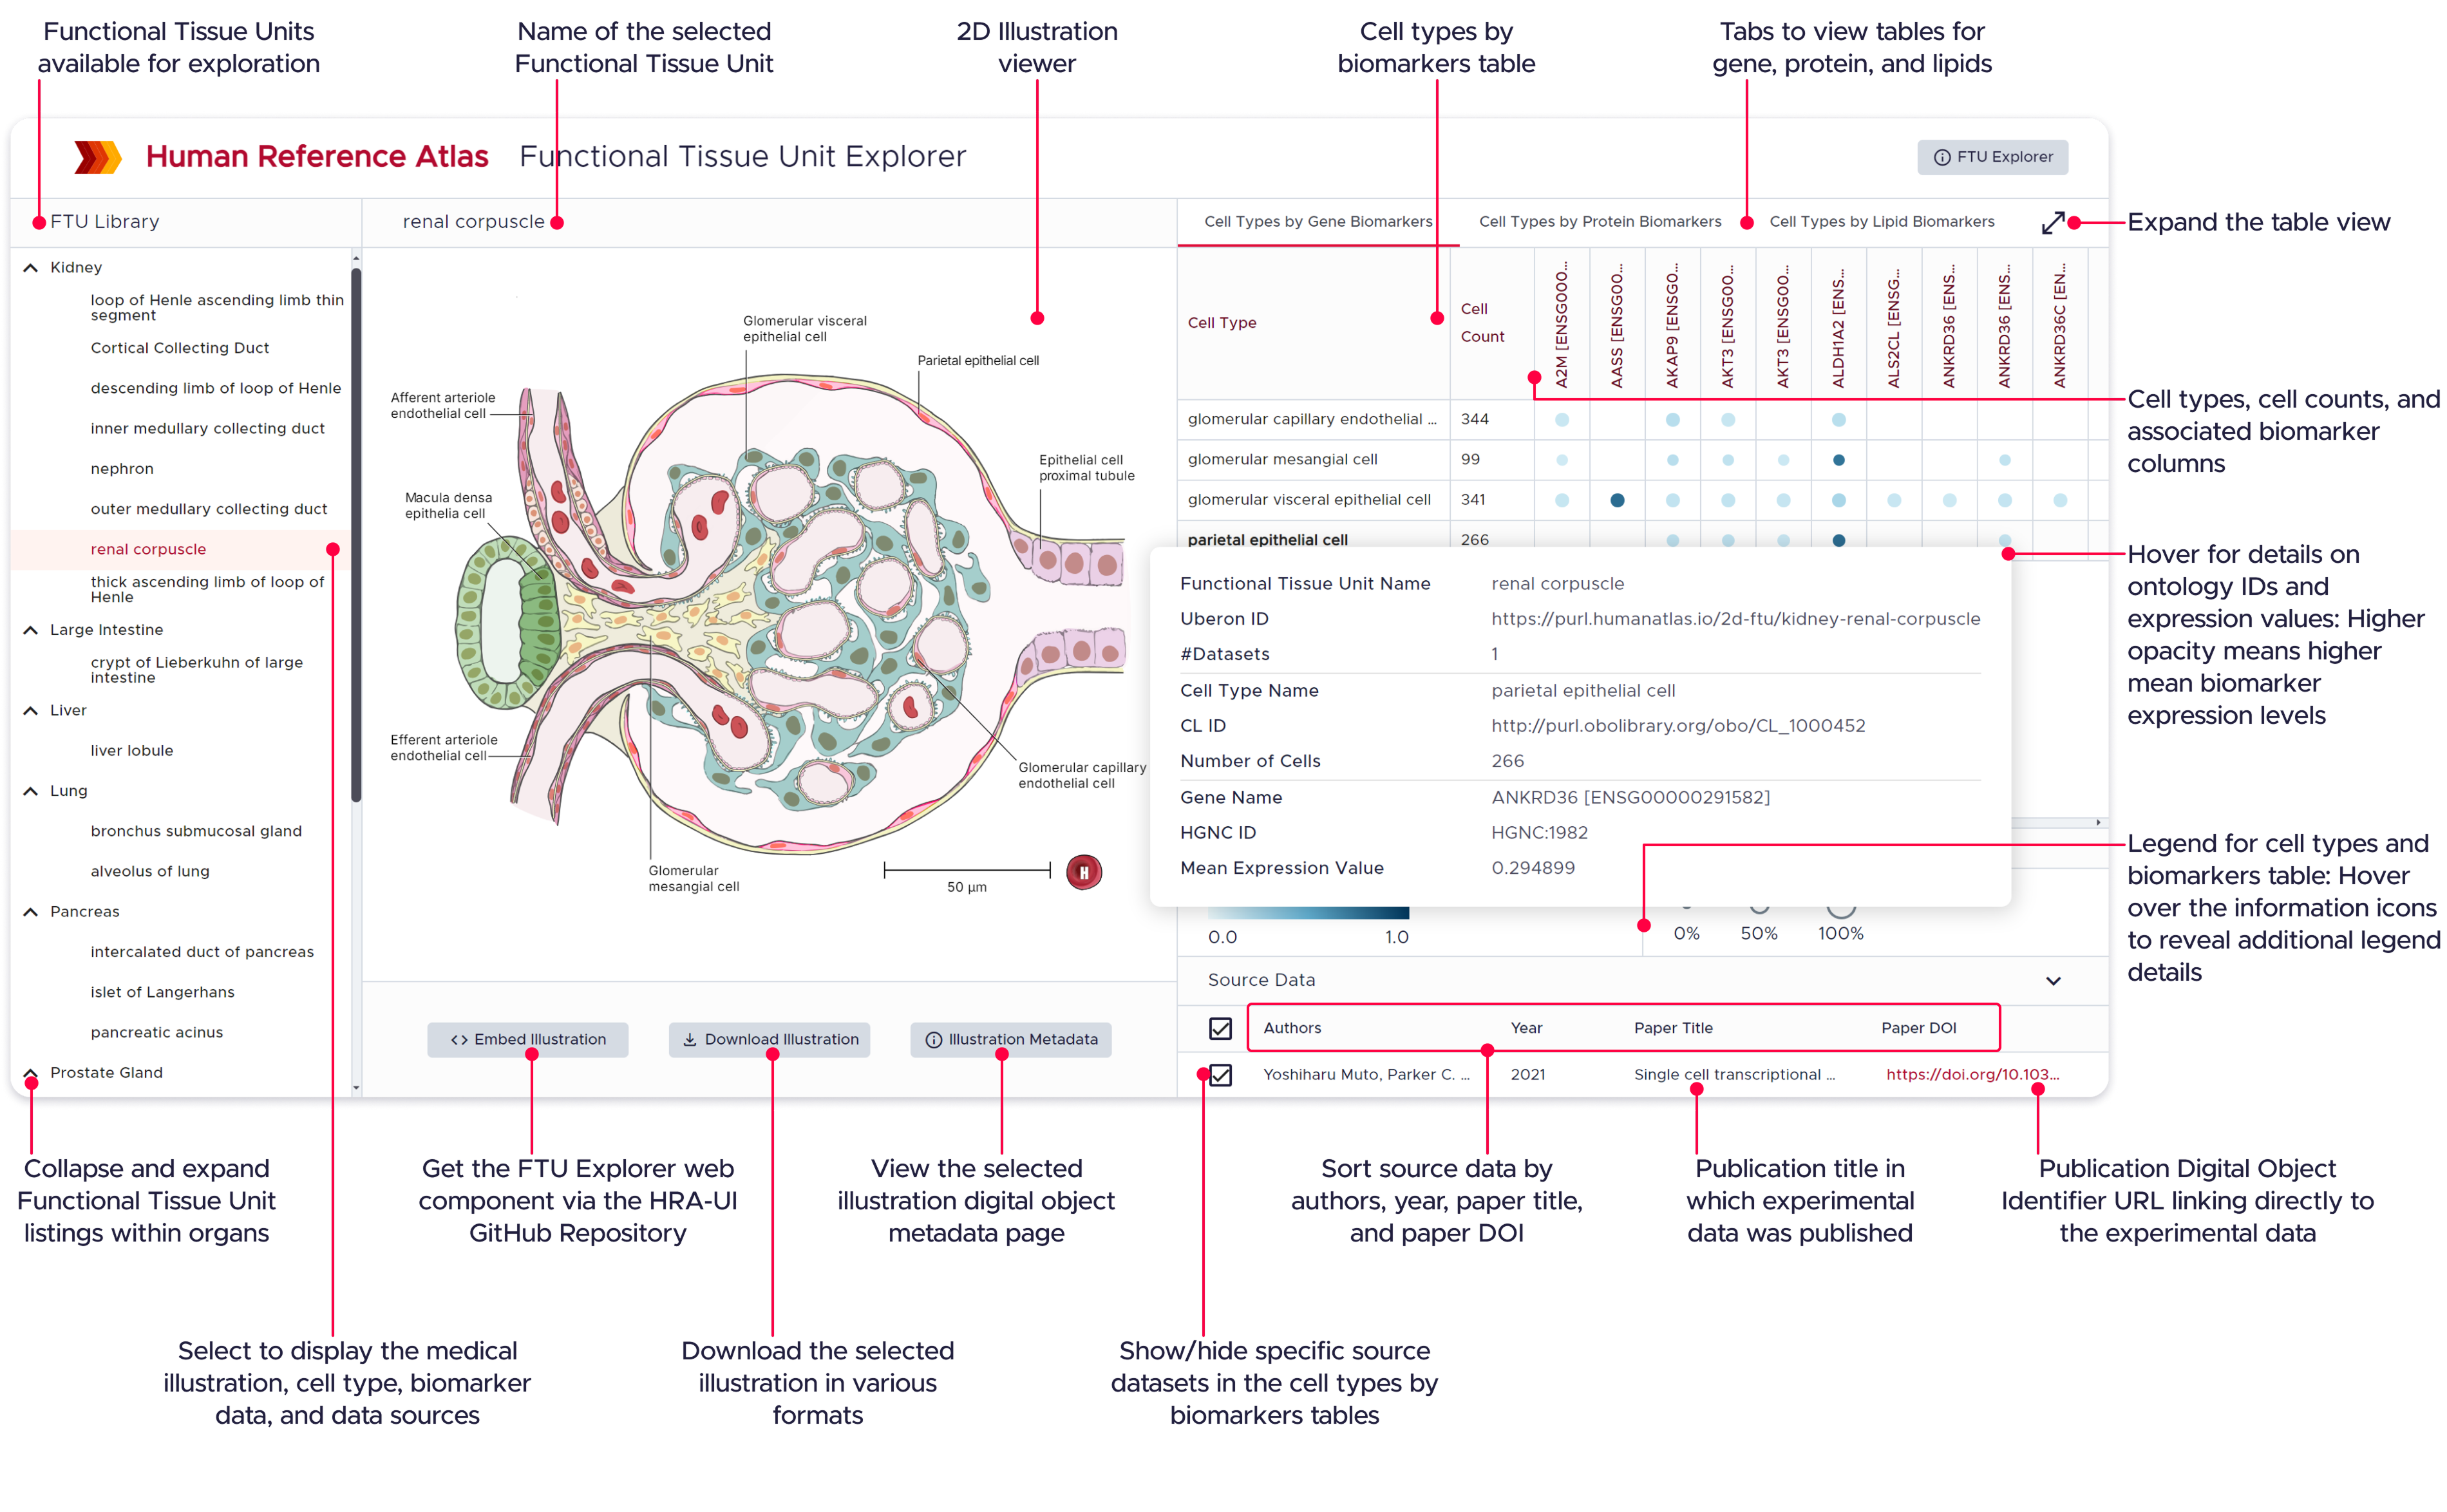 Functional Tissue Units
available for exploration
Name of the selected
Functional Tissue Unit
2D Illustration
viewer
Cell types by
biomarkers table
Tabs to view tables for
gene, protein, and lipids
Human Reference Atlas
Functional Tissue Unit Explorer
FTU Explorer
FTU Library
renal corpuscle
Cell Types by Gene Biomarkers
Cell Types by Protein Biomarkers
Cell Types by Lipid Biomarkers
Expand the table view
Kidney
loop of Henle ascending limb thin
segment
Cortical Collecting Duct
descending limb of loop of Henle
inner medullary collecting duct
nephron
outer medullary collecting duct
renal corpuscle
thick ascending limb of loop of
Henle
Large Intestine
crypt of Lieberkuhn of large
intestine
Liver
liver lobule
Lung
bronchus submucosal gland
alveolus of lung
Pancreas
intercalated duct of pancreas
islet of Langerhans
pancreatic acinus
Prostate Gland
Glomerular visceral
epithelial cell
Parietal epithelial cell
Afferent arteriole
endothelial cell
Epithelial cell
proximal tubule
Macula densa
epithelia cell
Efferent arteriole
endothelial cell
Glomerular capillary
endothelial cell
Glomerular
mesangial cell
50 µm
H
Embed Illustration
Download Illustration
Illustration Metadata
Cell Type
Cell
Count
A2M [ENSG000...
AASS [ENSG00...
AKAP9 [ENSG0...
AKT3 [ENSG00...
AKT3 [ENSG00...
ALDH1A2 [ENS...
ALS2CL [ENSG...
ANKRD36 [ENS...
ANKRD36 [ENS...
ANKRD36C [EN...
glomerular capillary endothelial ... 344
glomerular mesangial cell 99
glomerular visceral epithelial cell 341
parietal epithelial cell 266
Cell types, cell counts, and
associated biomarker
columns
Functional Tissue Unit Name renal corpuscle
Uberon ID https://purl.humanatlas.io/2d-ftu/kidney-renal-corpuscle
#Datasets 1
Cell Type Name parietal epithelial cell
CL ID http://purl.obolibrary.org/obo/CL_1000452
Number of Cells 266
Gene Name ANKRD36 [ENSG00000291582]
HGNC ID HGNC:1982
Mean Expression Value 0.294899
Hover for details on
ontology IDs and
expression values: Higher
opacity means higher
mean biomarker
expression levels
Legend for cell types and
biomarkers table: Hover
over the information icons
to reveal additional legend
details
0.0 1.0
0% 50% 100%
Source Data
Authors Year Paper Title Paper DOI
Yoshiharu Muto, Parker C. ... 2021 Single cell transcriptional ... https://doi.org/10.103...
Collapse and expand
Functional Tissue Unit
listings within organs
Get the FTU Explorer web
component via the HRA-UI
GitHub Repository
View the selected
illustration digital object
metadata page
Sort source data by
authors, year, paper title,
and paper DOI
Publication title in
which experimental
data was published
Publication Digital Object
Identifier URL linking directly to
the experimental data
Select to display the medical
illustration, cell type, biomarker
data, and data sources
Download the selected
illustration in various
formats
Show/hide specific source
datasets in the cell types by
biomarkers tables